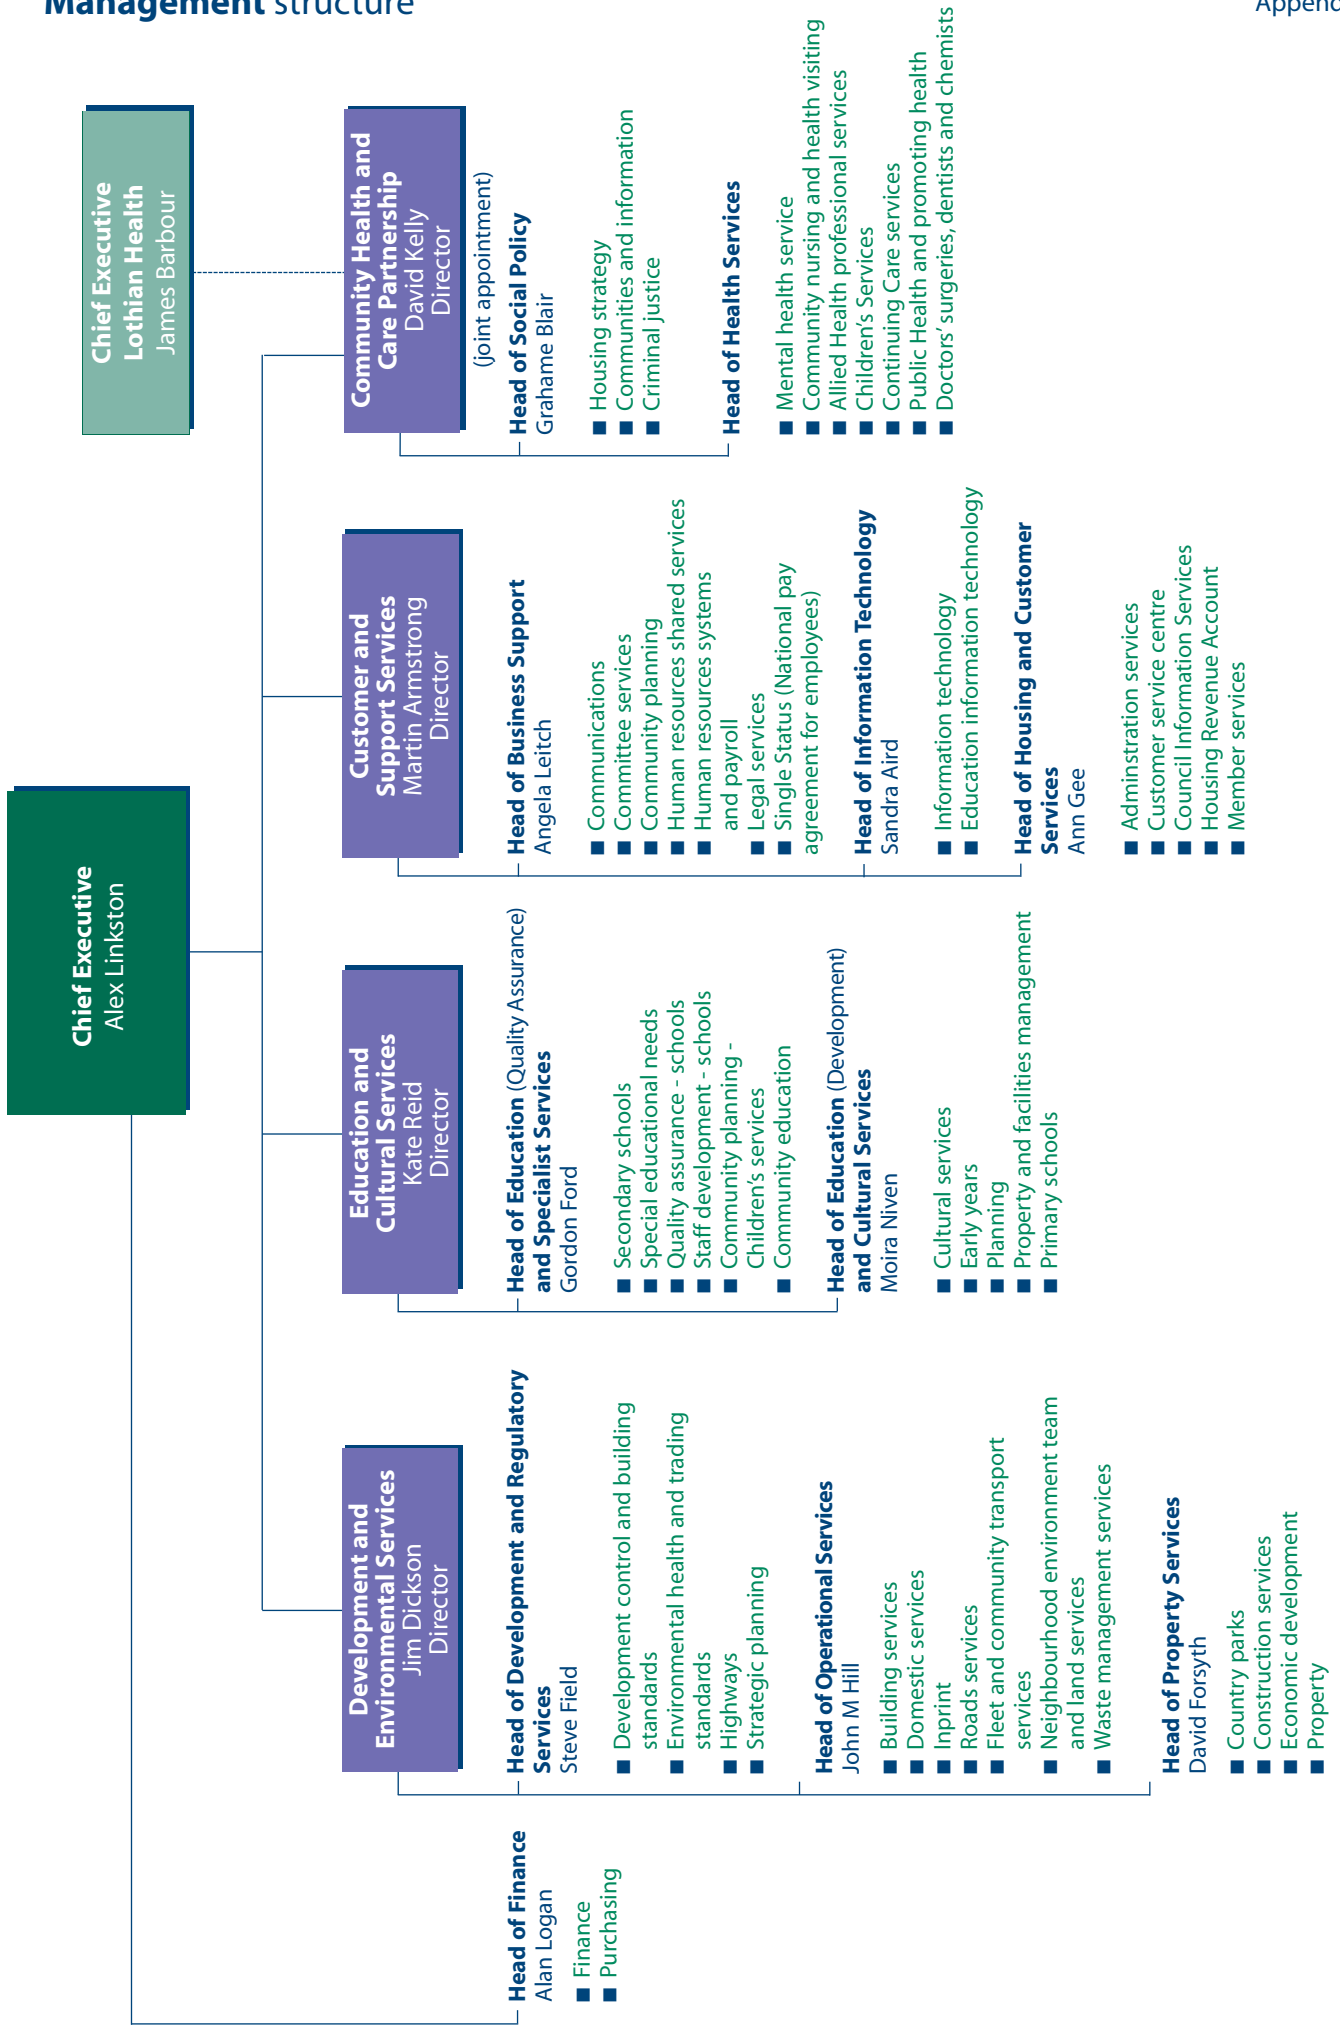 Management structure
Append
Chief Executive
Alex Linkston
Chief Executive
Lothian Health
James Barbour
Head of Finance
Alan Logan
■ Finance
■ Purchasing
Development and
Environmental Services
Jim Dickson
Director
Head of Development and Regulatory
Services
Steve Field
■ Development control and building
standards
■ Environmental health and trading
standards
■ Highways
■ Strategic planning
Head of Operational Services
John M Hill
■ Building services
■ Domestic services
■ Inprint
■ Roads services
■ Fleet and community transport
services
■ Neighbourhood environment team
and land services
■ Waste management services
Head of Property Services
David Forsyth
■ Country parks
■ Construction services
■ Economic development
■ Property
Education and
Cultural Services
Kate Reid
Director
Head of Education (Quality Assurance)
and Specialist Services
Gordon Ford
■ Secondary schools
■ Special educational needs
■ Quality assurance - schools
■ Staff development - schools
■ Community planning -
Children's services
■ Community education
Head of Education (Development)
and Cultural Services
Moira Niven
■ Cultural services
■ Early years
■ Planning
■ Property and facilities management
■ Primary schools
Customer and
Support Services
Martin Armstrong
Director
Head of Business Support
Angela Leitch
■ Communications
■ Committee services
■ Community planning
■ Human resources shared services
■ Human resources systems
and payroll
■ Legal services
■ Single Status (National pay
agreement for employees)
Head of Information Technology
Sandra Aird
■ Information technology
■ Education information technology
Head of Housing and Customer
Services
Ann Gee
■ Adminstration services
■ Customer service centre
■ Council Information Services
■ Housing Revenue Account
■ Member services
Community Health and
Care Partnership
David Kelly
Director
(joint appointment)
Head of Social Policy
Grahame Blair
■ Housing strategy
■ Communities and information
■ Criminal justice
Head of Health Services
■ Mental health service
■ Community nursing and health visiting
■ Allied Health professional services
■ Children's Services
■ Continuing Care services
■ Public Health and promoting health
■ Doctors' surgeries, dentists and chemists